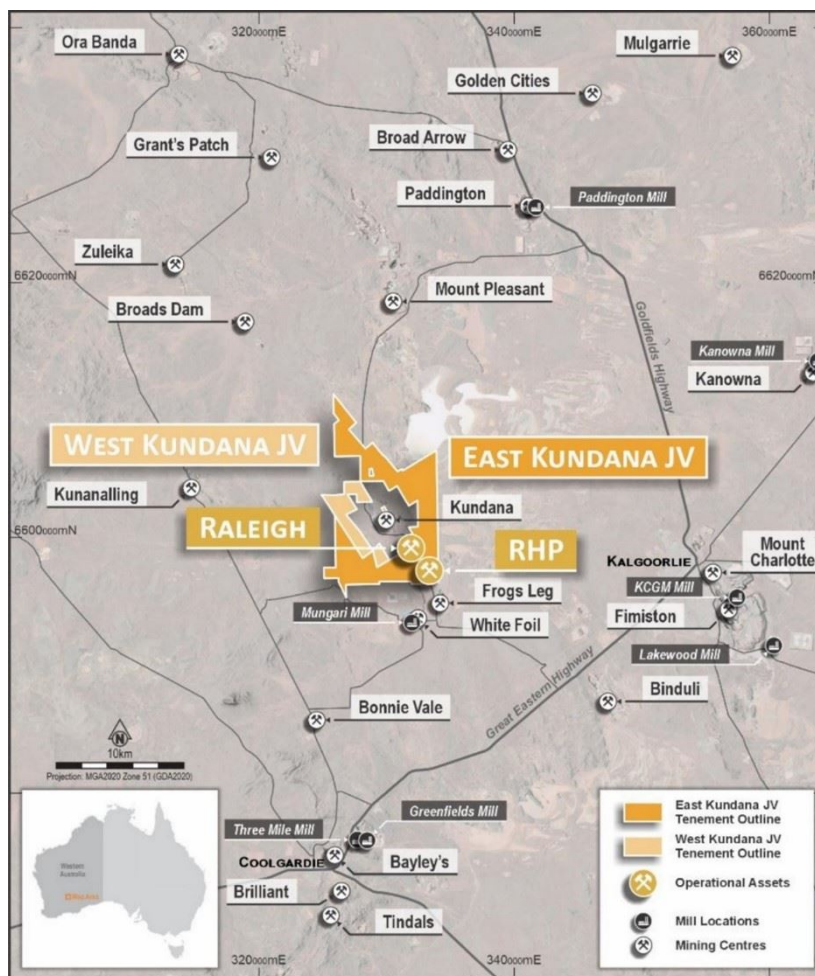 320000mE
340000mE
360000mE
Ora Banda
Mulgarrie
Golden Cities
Broad Arrow
Grant's Patch
Paddington
Paddington Mill
Zuleika
6620000mN
6620
Mount Pleasant
Broads Dam
Goldfields Highway
Kanowna Mill
Kanowna
WEST KUNDANA JV
EAST KUNDANA JV
Kunanalling
Kundana
6600000mN
RALEIGH
RHP
KALGOORLIE
Mount
Charlotte
KCGM Mill
Frogs Leg
Mungari Mill
Fimiston
White Foil
Lakewood Mill
Great Eastern Highway
Binduli
Bonnie Vale
N
10km
Projection: MGA2020 Zone 51 (GDA2020)
Western
Australia
Greenfields Mill
Three Mile Mill
COOLGARDIE
Bayley's
Brilliant
Tindals
East Kundana JV
Tenement Outline
West Kundana JV
Tenement Outline
Operational Assets
Mill Locations
Mining Centres
320000mE
340000mE